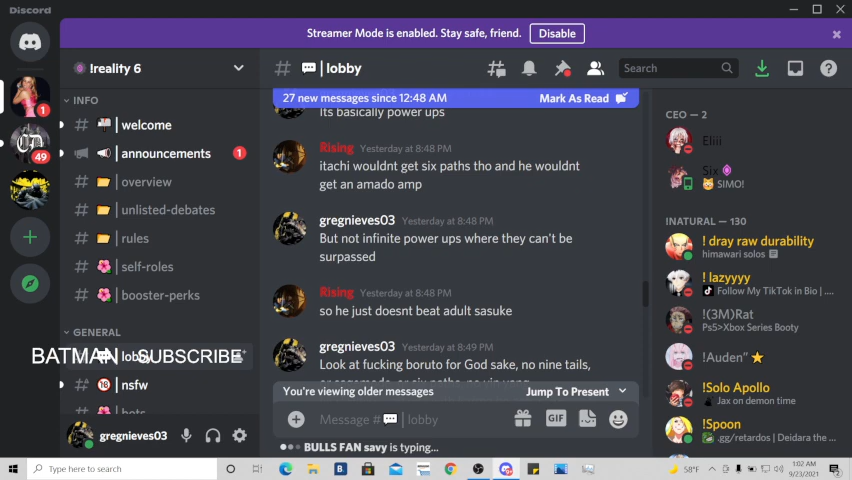 Discord
Streamer Mode is enabled. Stay safe, friend. Disable
!reality 6
| lobby
Search
INFO
| welcome
| announcements 1
| overview
| unlisted-debates
| rules
| self-roles
| booster-perks
GENERAL
| lobby
BATMAN SUBSCRIBE
| nsfw
| bots
1
49
gregnieves03
27 new messages since 12:48 AM Mark As Read
Its basically power ups
Rising Yesterday at 8:48 PM
itachi wouldnt get six paths tho and he wouldnt
get an amado amp
gregnieves03 Yesterday at 8:48 PM
But not infinite power ups where they can't be
surpassed
Rising Yesterday at 8:48 PM
so he just doesnt beat adult sasuke
gregnieves03 Yesterday at 8:49 PM
Look at fucking boruto for God sake, no nine tails,
You're viewing older messages Jump To Present
Message # | lobby
GIF
BULLS FAN savy is typing...
CEO — 2
Eliii
Six
SIMO!
INATURAL — 130
! dray raw durability
himawari solos
! lazyyyy
Follow My TikTok in Bio | ....
!(3M)Rat
Ps5>Xbox Series Booty
!Auden"
!Solo Apollo
Jax on demon time
!Spoon
.gg/retardos | Deidara the ...
Type here to search
58°F
1:02 AM
9/23/2021